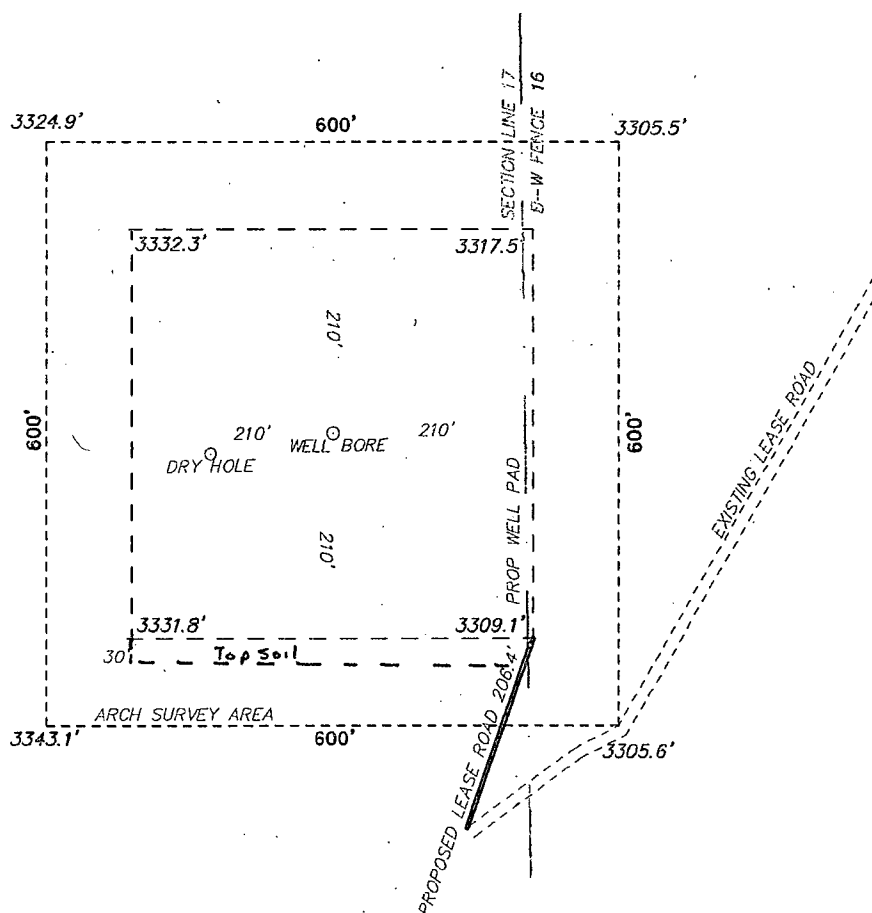 3324.9'
600'
3305.5'
SECTION LINE 17
D-W FENCE 16
3332.3'
3317.5
210'
600'
210'
WELL BORE
210'
DRY HOLE
600'
EXISTING LEASE ROAD
210'
PROP WELL PAD
3331.8'
3309.1'
30'
Top Soil
PROPOSED LEASE ROAD 206.4'
ARCH SURVEY AREA
3343.1'
600'
3305.6'